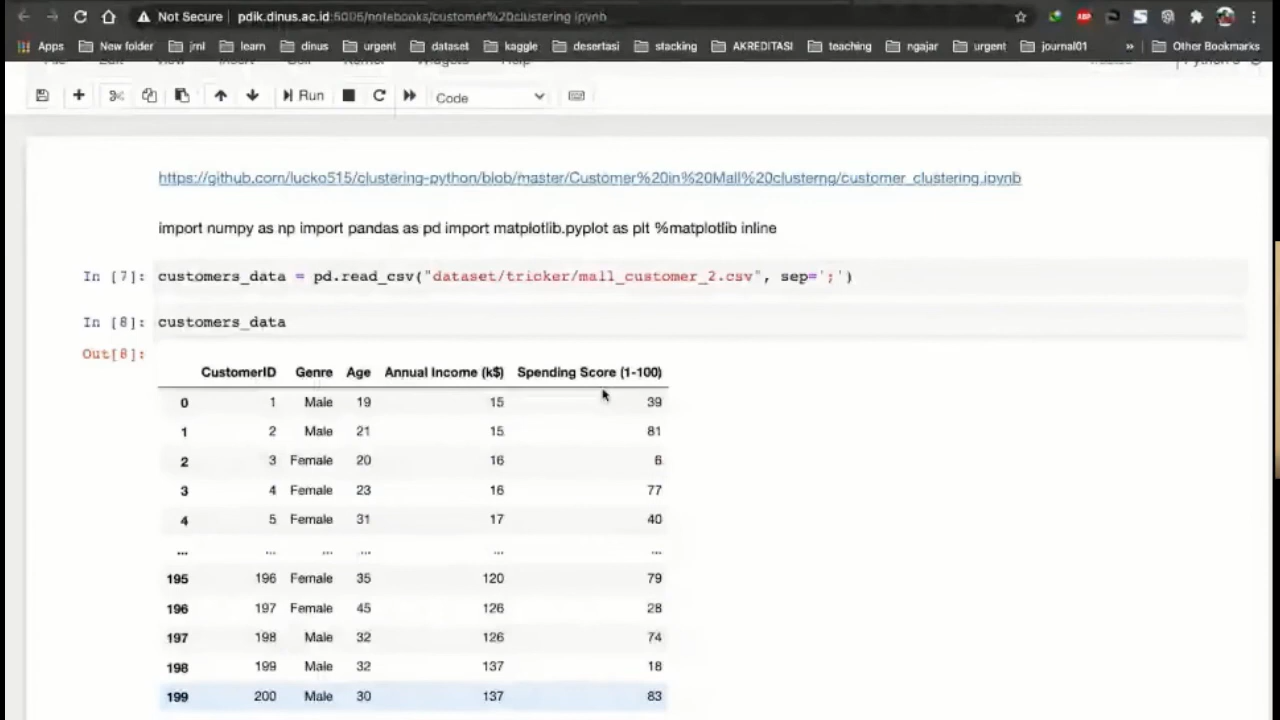 Not Secure | pdik.dinus.ac.id:5006/notebooks/customer%20clustering ipynb
Apps New folder jrnl learn dinus urgent dataset kaggle desertasi stacking AKREDITASI teaching ngajar urgent journal01 » Other Bookmarks
Run Code
https://github.com/lucko515/clustering-python/blob/master/Customer%20in%20Mall%20clusterng/customer_clustering.ipynb
import numpy as np import pandas as pd import matplotlib.pyplot as plt %matplotlib inline
In [7]: customers_data = pd.read_csv("dataset/tricker/mall_customer_2.csv", sep=';')
In [8]: customers_data
Out[8]:
CustomerID Genre Age Annual Income (k$) Spending Score (1-100)
0 1 Male 19 15 39
1 2 Male 21 15 81
2 3 Female 20 16 6
3 4 Female 23 16 77
4 5 Female 31 17 40
... ... ... ... ... ...
195 196 Female 35 120 79
196 197 Female 45 126 28
197 198 Male 32 126 74
198 199 Male 32 137 18
199 200 Male 30 137 83